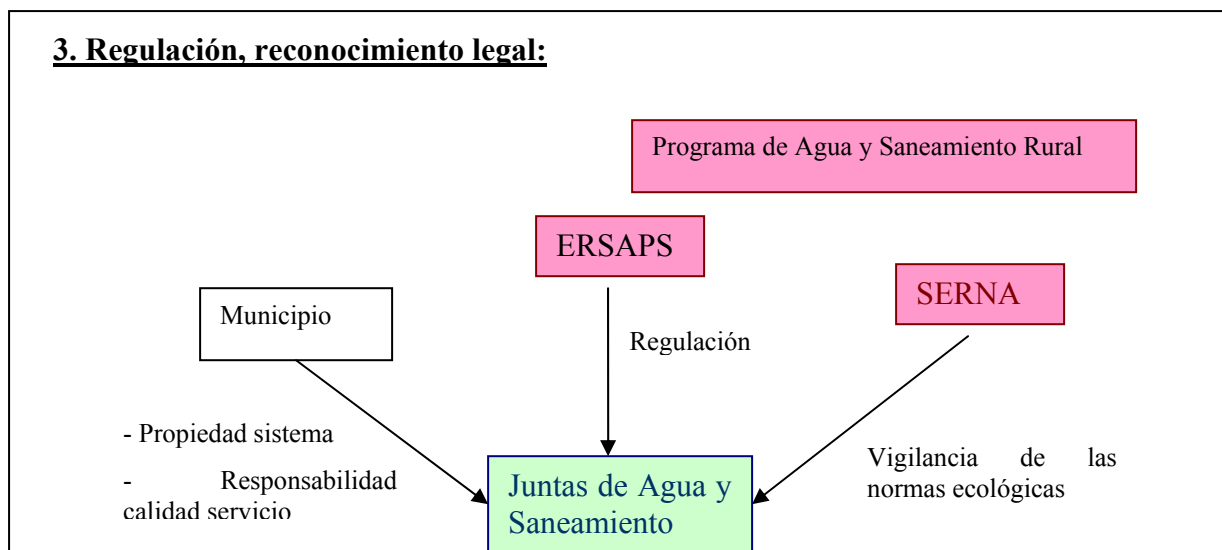 3. Regulación, reconocimiento legal:
Programa de Agua y Saneamiento Rural
ERSAPS
SERNA
Municipio
Regulación
- Propiedad sistema
- Responsabilidad
calidad servicio
Vigilancia de las
normas ecológicas
Juntas de Agua y
Saneamiento